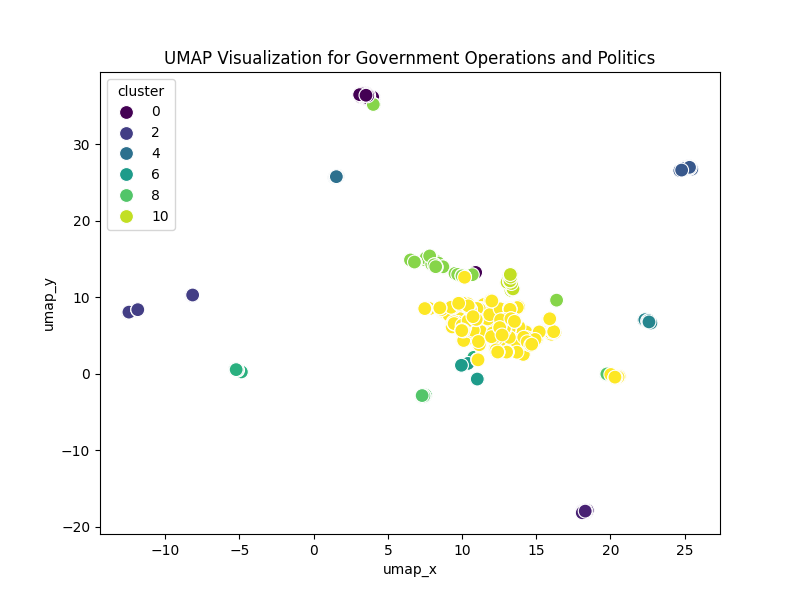 UMAP Visualization for Government Operations and Politics
cluster
0
2
4
6
8
10
umap_y
30
20
10
0
−10
−20
−10 −5 0 5 10 15 20 25
umap_x